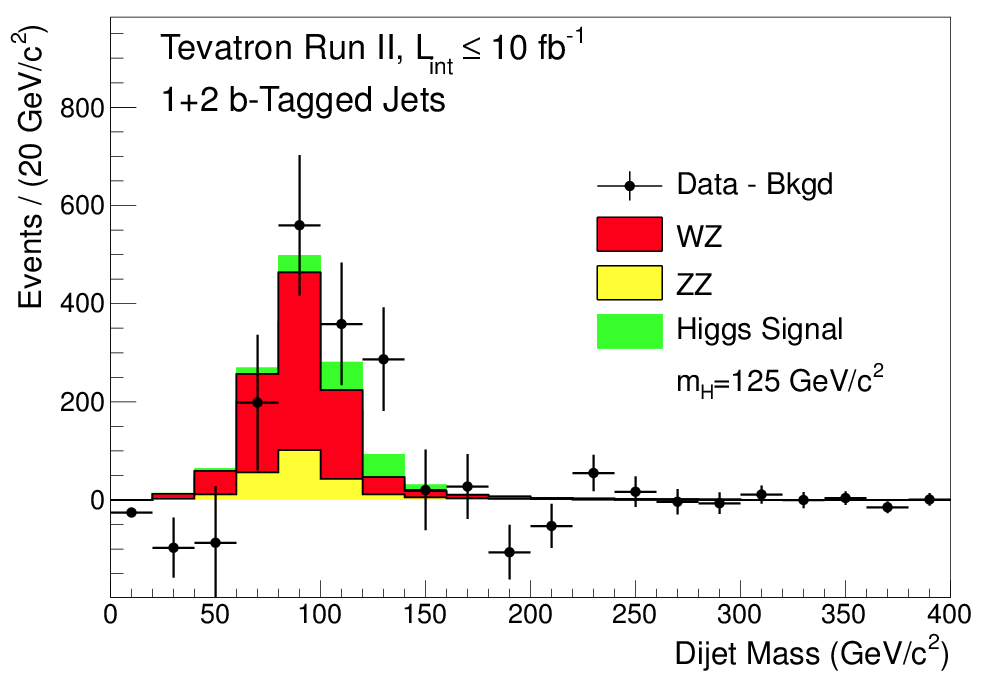 Tevatron Run II, L_int ≤ 10 fb^-1
1+2 b-Tagged Jets
Events / (20 GeV/c^2)
800
600
400
200
0
Data - Bkgd
WZ
ZZ
Higgs Signal
m_H=125 GeV/c^2
0 50 100 150 200 250 300 350 400
Dijet Mass (GeV/c^2)